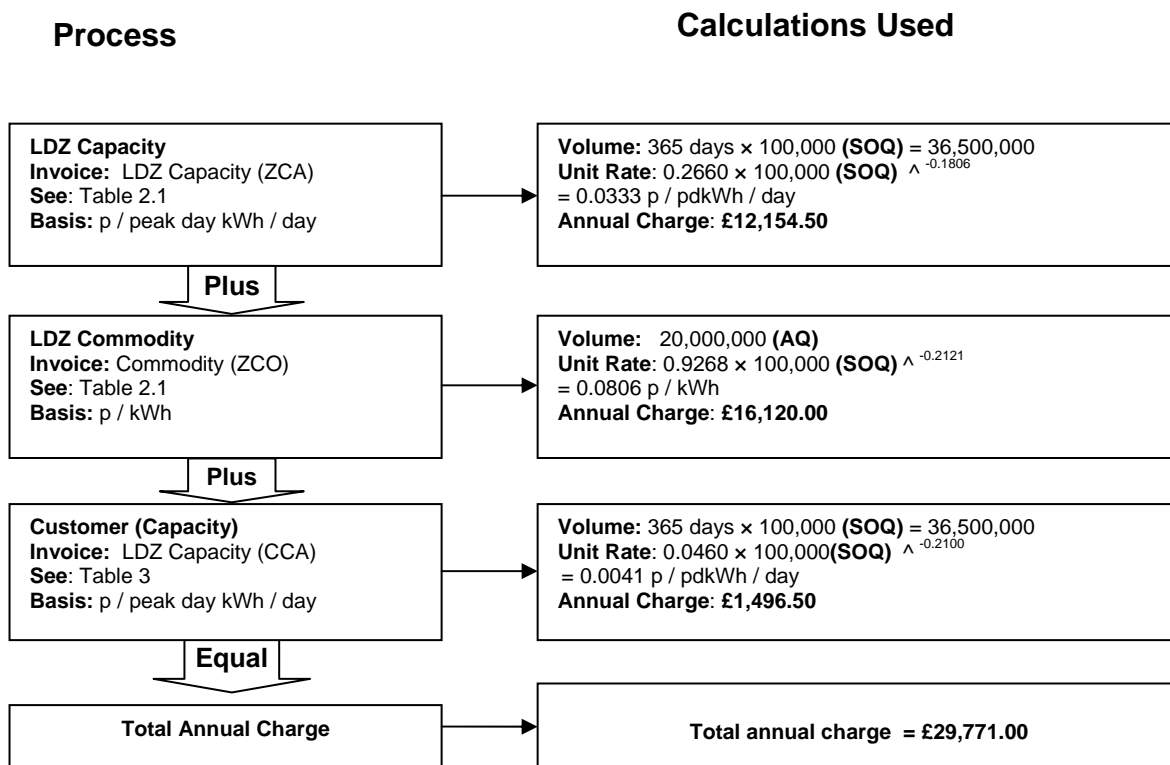 Process
Calculations Used
LDZ Capacity
Invoice: LDZ Capacity (ZCA)
See: Table 2.1
Basis: p / peak day kWh / day
Volume: 365 days × 100,000 (SOQ) = 36,500,000
Unit Rate: 0.2660 × 100,000 (SOQ) ^ -0.1806
= 0.0333 p / pdkWh / day
Annual Charge: £12,154.50
Plus
LDZ Commodity
Invoice: Commodity (ZCO)
See: Table 2.1
Basis: p / kWh
Volume: 20,000,000 (AQ)
Unit Rate: 0.9268 × 100,000 (SOQ) ^ -0.2121
= 0.0806 p / kWh
Annual Charge: £16,120.00
Plus
Customer (Capacity)
Invoice: LDZ Capacity (CCA)
See: Table 3
Basis: p / peak day kWh / day
Volume: 365 days × 100,000 (SOQ) = 36,500,000
Unit Rate: 0.0460 × 100,000(SOQ) ^ -0.2100
= 0.0041 p / pdkWh / day
Annual Charge: £1,496.50
Equal
Total Annual Charge
Total annual charge = £29,771.00